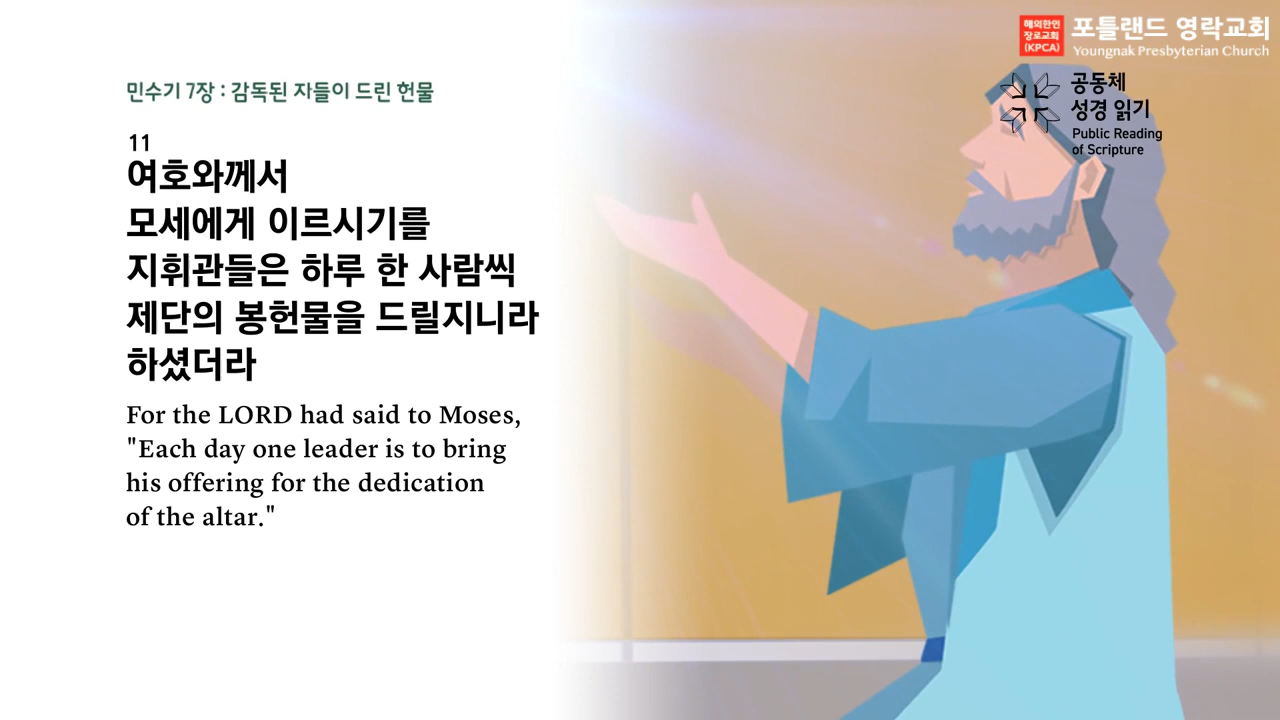 해외한인
장로교회
(KPCA)
포틀랜드 영락교회
Youngnak Presbyterian Church
공동체
성경 읽기
Public Reading
of Scripture
민수기 7장 : 감독된 자들이 드린 헌물
11
여호와께서
모세에게 이르시기를
지휘관들은 하루 한 사람씩
제단의 봉헌물을 드릴지니라
하셨더라
For the LORD had said to Moses,
"Each day one leader is to bring
his offering for the dedication
of the altar."